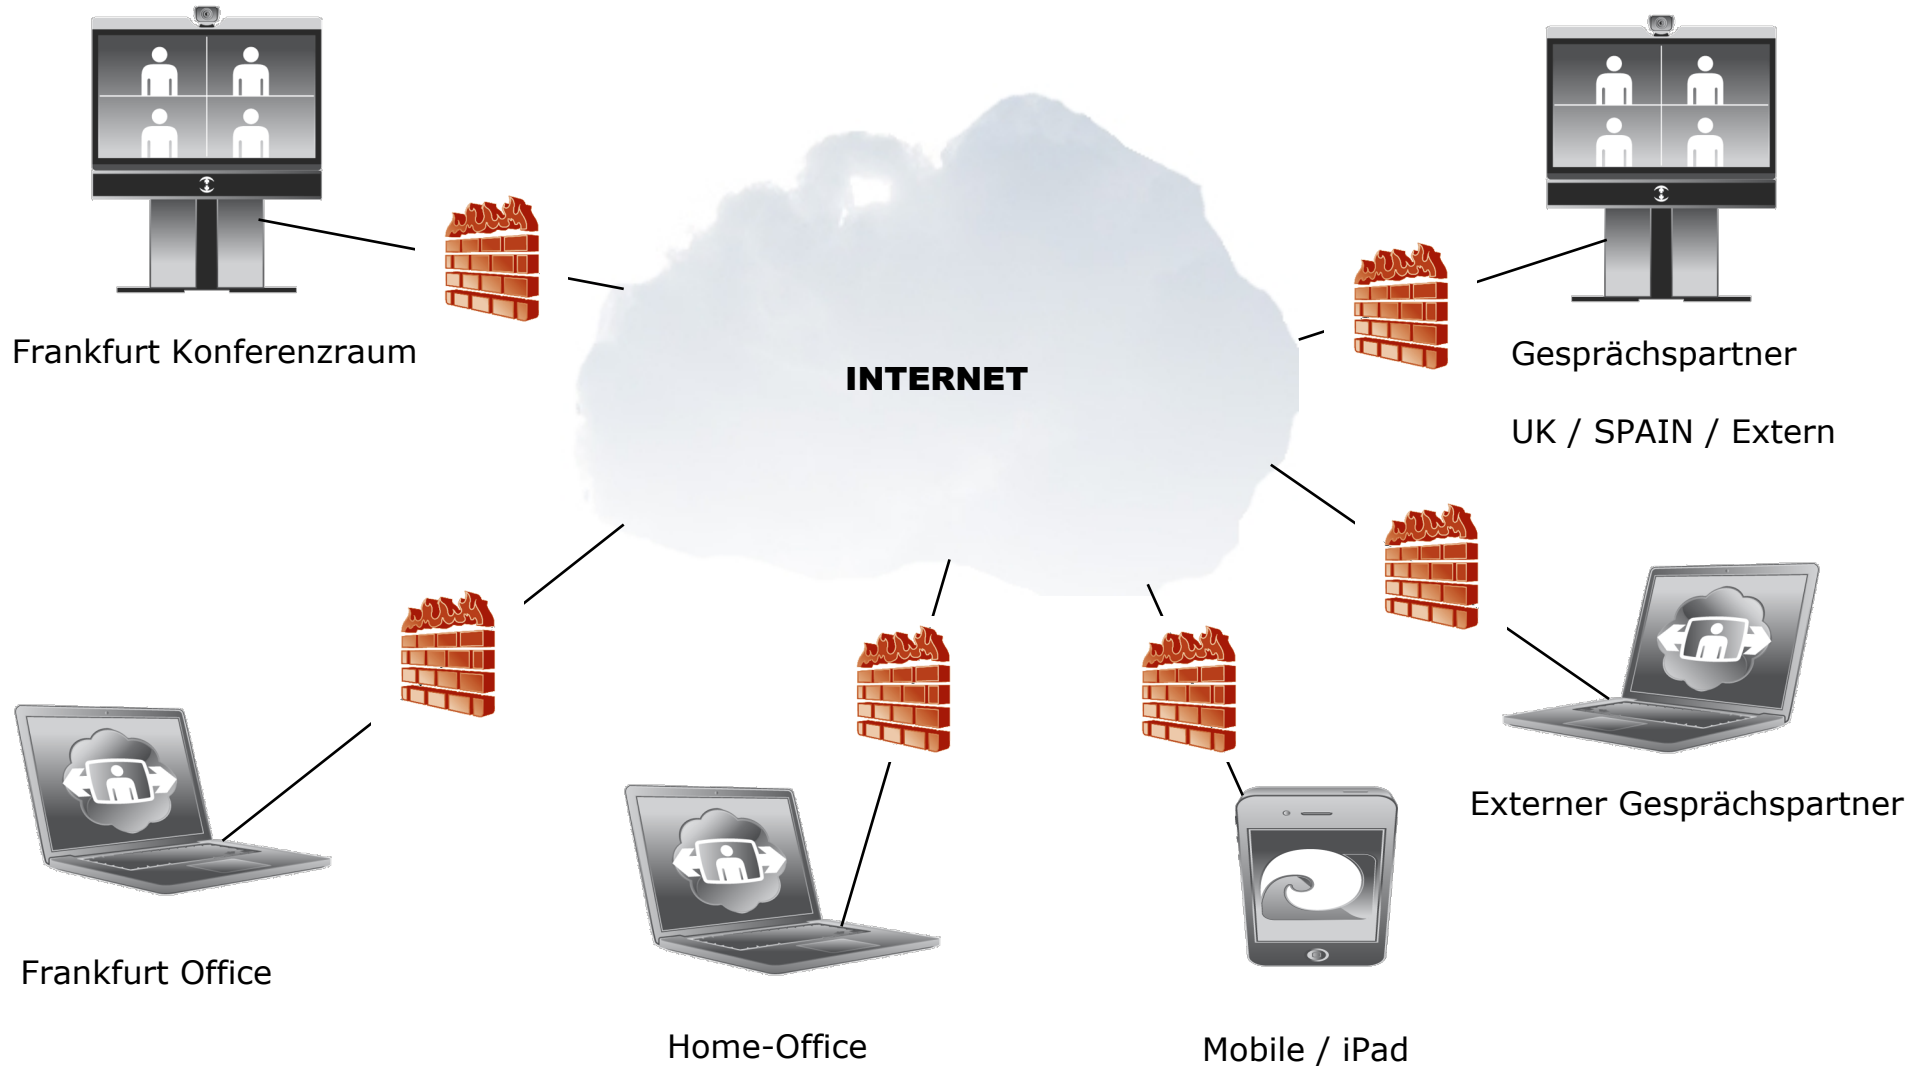 Frankfurt Konferenzraum
INTERNET
Gesprächspartner
UK / SPAIN / Extern
Externer Gesprächspartner
Frankfurt Office
Home-Office
Mobile / iPad